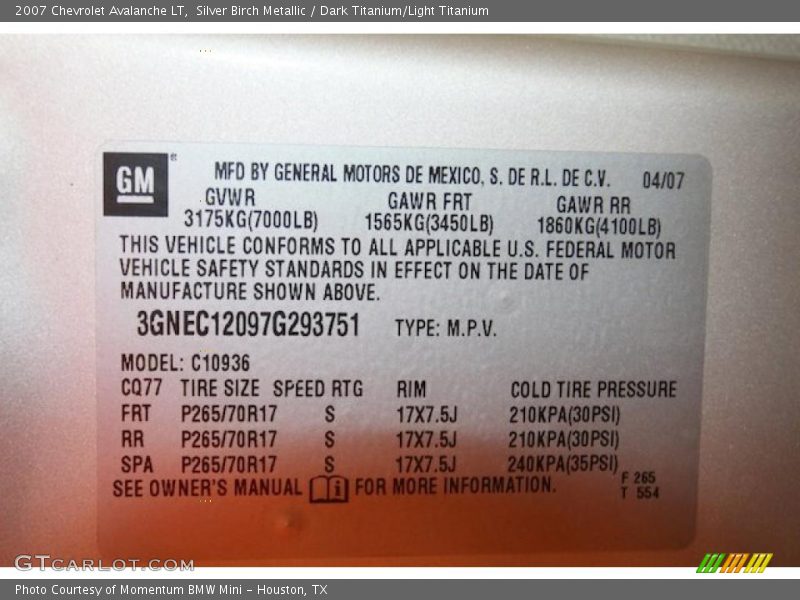 2007 Chevrolet Avalanche LT,  Silver Birch Metallic / Dark Titanium/Light Titanium
GM®
MFD BY GENERAL MOTORS DE MEXICO, S. DE R.L. DE C.V. 04/07
GVWR GAWR FRT GAWR RR
3175KG(7000LB) 1565KG(3450LB) 1860KG(4100LB)
THIS VEHICLE CONFORMS TO ALL APPLICABLE U.S. FEDERAL MOTOR
VEHICLE SAFETY STANDARDS IN EFFECT ON THE DATE OF
MANUFACTURE SHOWN ABOVE.
3GNEC12097G293751 TYPE: M.P.V.
MODEL: C10936
CQ77 TIRE SIZE SPEED RTG RIM COLD TIRE PRESSURE
FRT P265/70R17 S 17X7.5J 210KPA(30PSI)
RR P265/70R17 S 17X7.5J 210KPA(30PSI)
SPA P265/70R17 S 17X7.5J 240KPA(35PSI)
SEE OWNER'S MANUAL i FOR MORE INFORMATION.
F 265
T 554
GTCARLOT.COM
Photo Courtesy of Momentum BMW Mini - Houston, TX